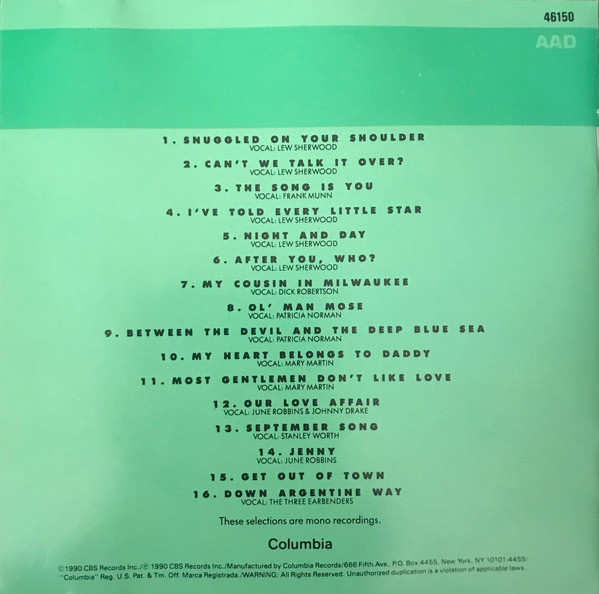 46150
AAD
1. SNUGGLED ON YOUR SHOULDER
VOCAL: LEW SHERWOOD
2. CAN'T WE TALK IT OVER?
VOCAL: LEW SHERWOOD
3. THE SONG IS YOU
VOCAL: FRANK MUNN
4. I'VE TOLD EVERY LITTLE STAR
VOCAL: LEW SHERWOOD
5. NIGHT AND DAY
VOCAL: LEW SHERWOOD
6. AFTER YOU, WHO?
VOCAL: LEW SHERWOOD
7. MY COUSIN IN MILWAUKEE
VOCAL: DICK ROBERTSON
8. OL' MAN MOSE
VOCAL: PATRICIA NORMAN
9. BETWEEN THE DEVIL AND THE DEEP BLUE SEA
VOCAL: PATRICIA NORMAN
10. MY HEART BELONGS TO DADDY
VOCAL: MARY MARTIN
11. MOST GENTLEMEN DON'T LIKE LOVE
VOCAL: MARY MARTIN
12. OUR LOVE AFFAIR
VOCAL: JUNE ROBBINS & JOHNNY DRAKE
13. SEPTEMBER SONG
VOCAL: STANLEY WORTH
14. JENNY
VOCAL: JUNE ROBBINS
15. GET OUT OF TOWN
16. DOWN ARGENTINE WAY
VOCAL: THE THREE EARBENDERS
These selections are mono recordings.
Columbia
©1990 CBS Records Inc./℗ 1990 CBS Records Inc./Manufactured by Columbia Records/666 Fifth Ave., P.O. Box 4455, New York, NY 10101-4455/
"Columbia" Reg. U.S. Pat. & Tm. Off. Marca Registrada./WARNING: All Rights Reserved. Unauthorized duplication is a violation of applicable laws.